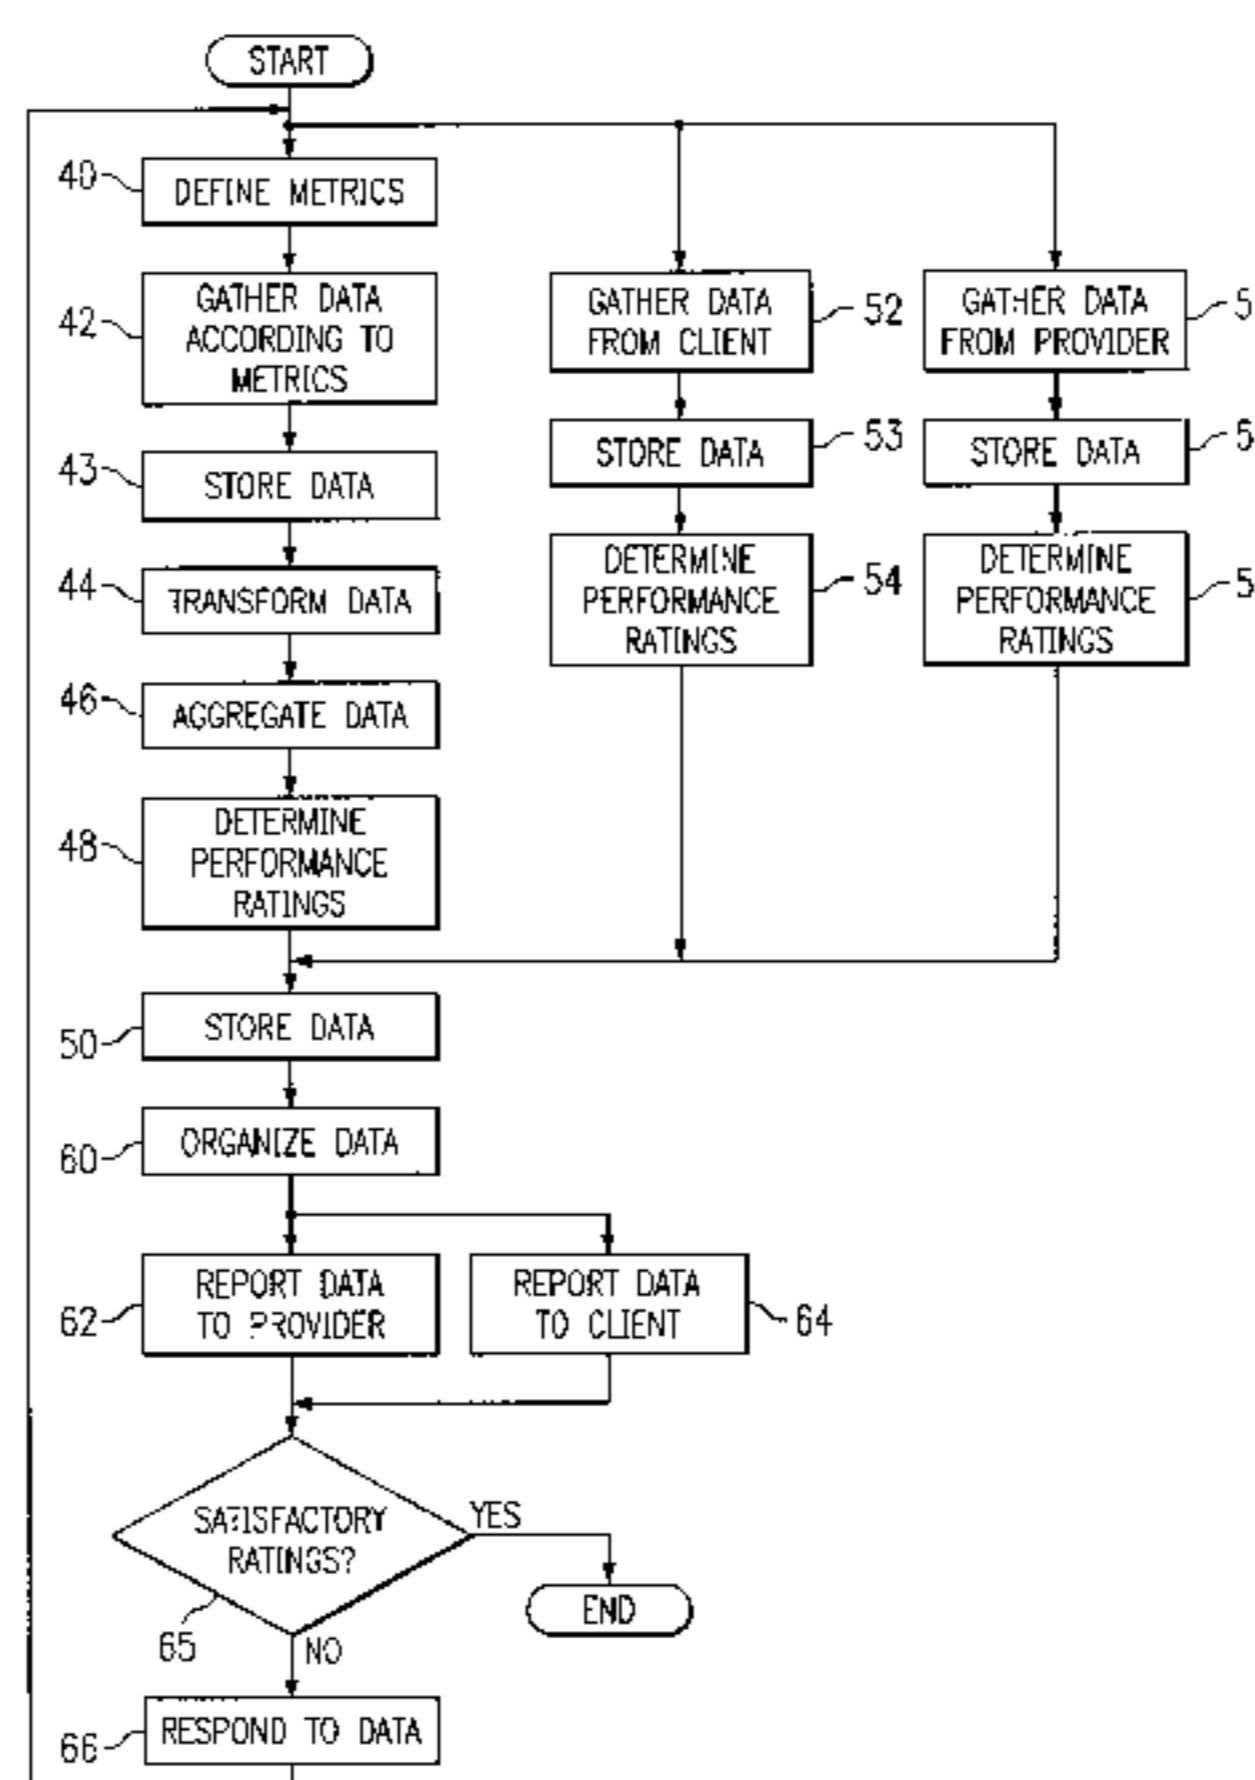 START
40
DEFINE METRICS
42
GATHER DATA
ACCORDING TO
METRICS
43
STORE DATA
44
TRANSFORM DATA
46
AGGREGATE DATA
48
DETERMINE
PERFORMANCE
RATINGS
GATHER DATA
FROM CLIENT
52
STORE DATA
53
DETERMINE
PERFORMANCE
RATINGS
54
GATHER DATA
FROM PROVIDER
5
STORE DATA
5
DETERMINE
PERFORMANCE
RATINGS
5
50
STORE DATA
60
ORGANIZE DATA
62
REPORT DATA
TO PROVIDER
REPORT DATA
TO CLIENT
64
SATISFACTORY
RATINGS?
65
YES
END
NO
66
RESPOND TO DATA